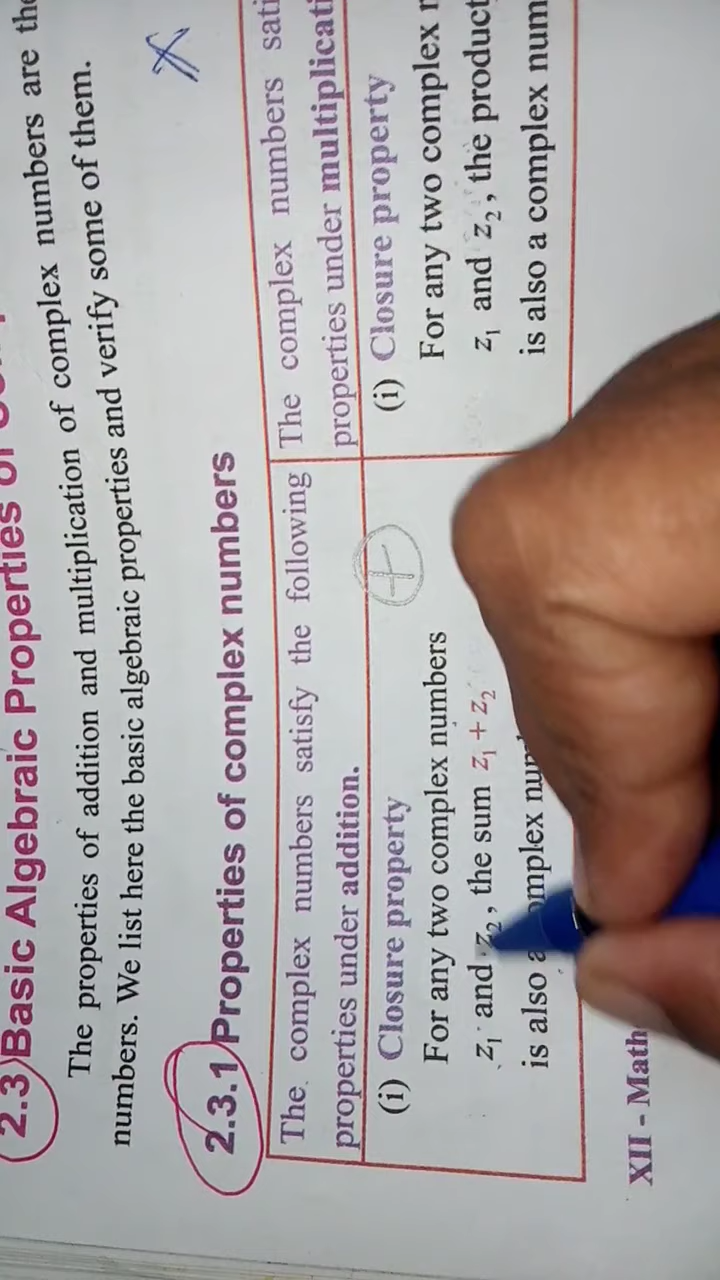 2.3 Basic Algebraic Properties of
The properties of addition and multiplication of complex numbers are the
numbers. We list here the basic algebraic properties and verify some of them.
2.3.1 Properties of complex numbers
The complex numbers satisfy the following
properties under addition.
(i) Closure property
For any two complex numbers
z₁ and z₂, the sum z₁ + z₂
is also a complex
The complex numbers
properties under
(i) Closure property
For any two complex
z₁ and z₂, the product
is also a complex num
+
XII - Math